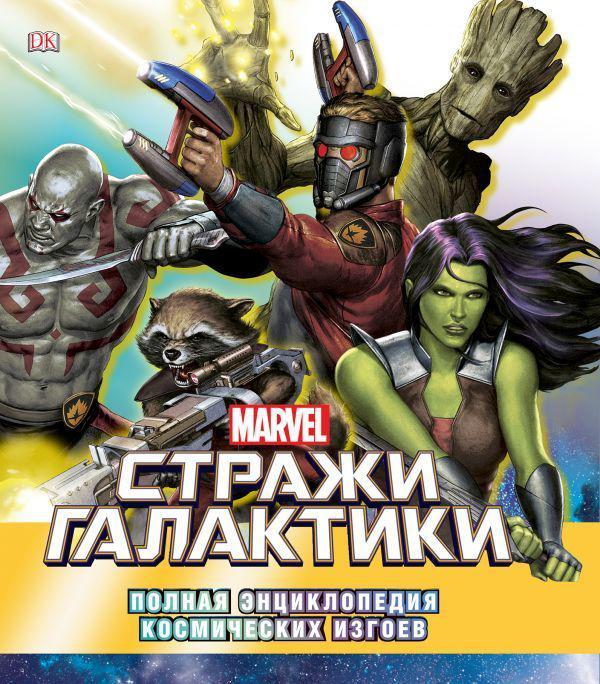 DK
MARVEL
СТРАЖИ
ГАЛАКТИКИ
ПОЛНАЯ ЭНЦИКЛОПЕДИЯ
КОСМИЧЕСКИХ ИЗГОЕВ